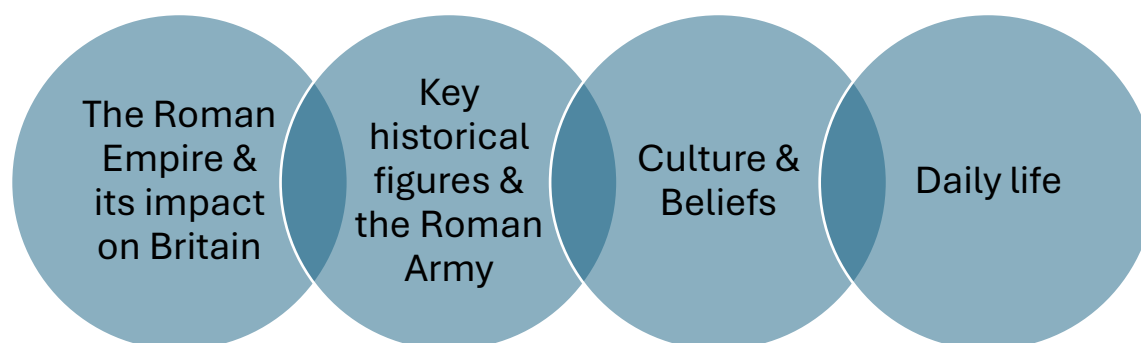 The Roman
Empire &
its impact
on Britain
Key
historical
figures &
the Roman
Army
Culture &
Beliefs
Daily life